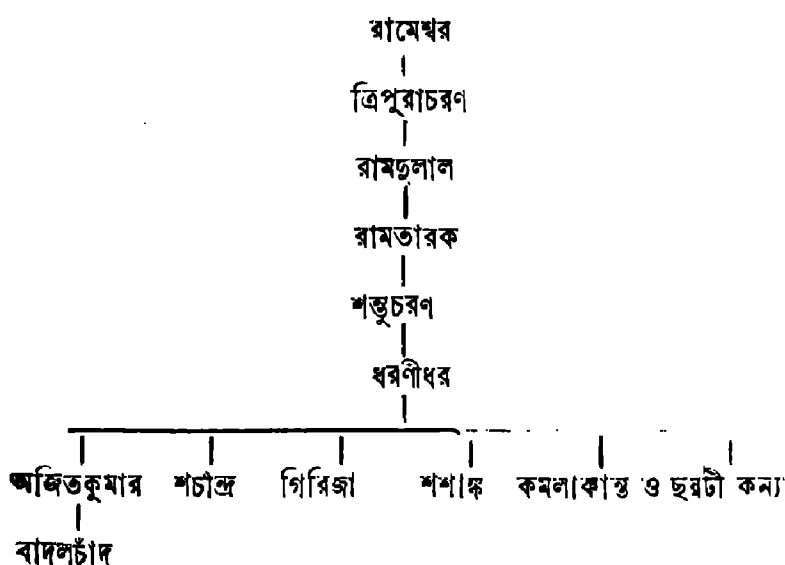 রামেশ্বর
ত্রিপুরাচরণ
রামদুলাল
রামতারক
শম্ভুচরণ
ধরণীধর
অজিতকুমার শচীন্দ্র গিরিজা শশাঙ্ক কমলাকান্ত ও ছয়টী কন্যা
বাদলচাঁদ